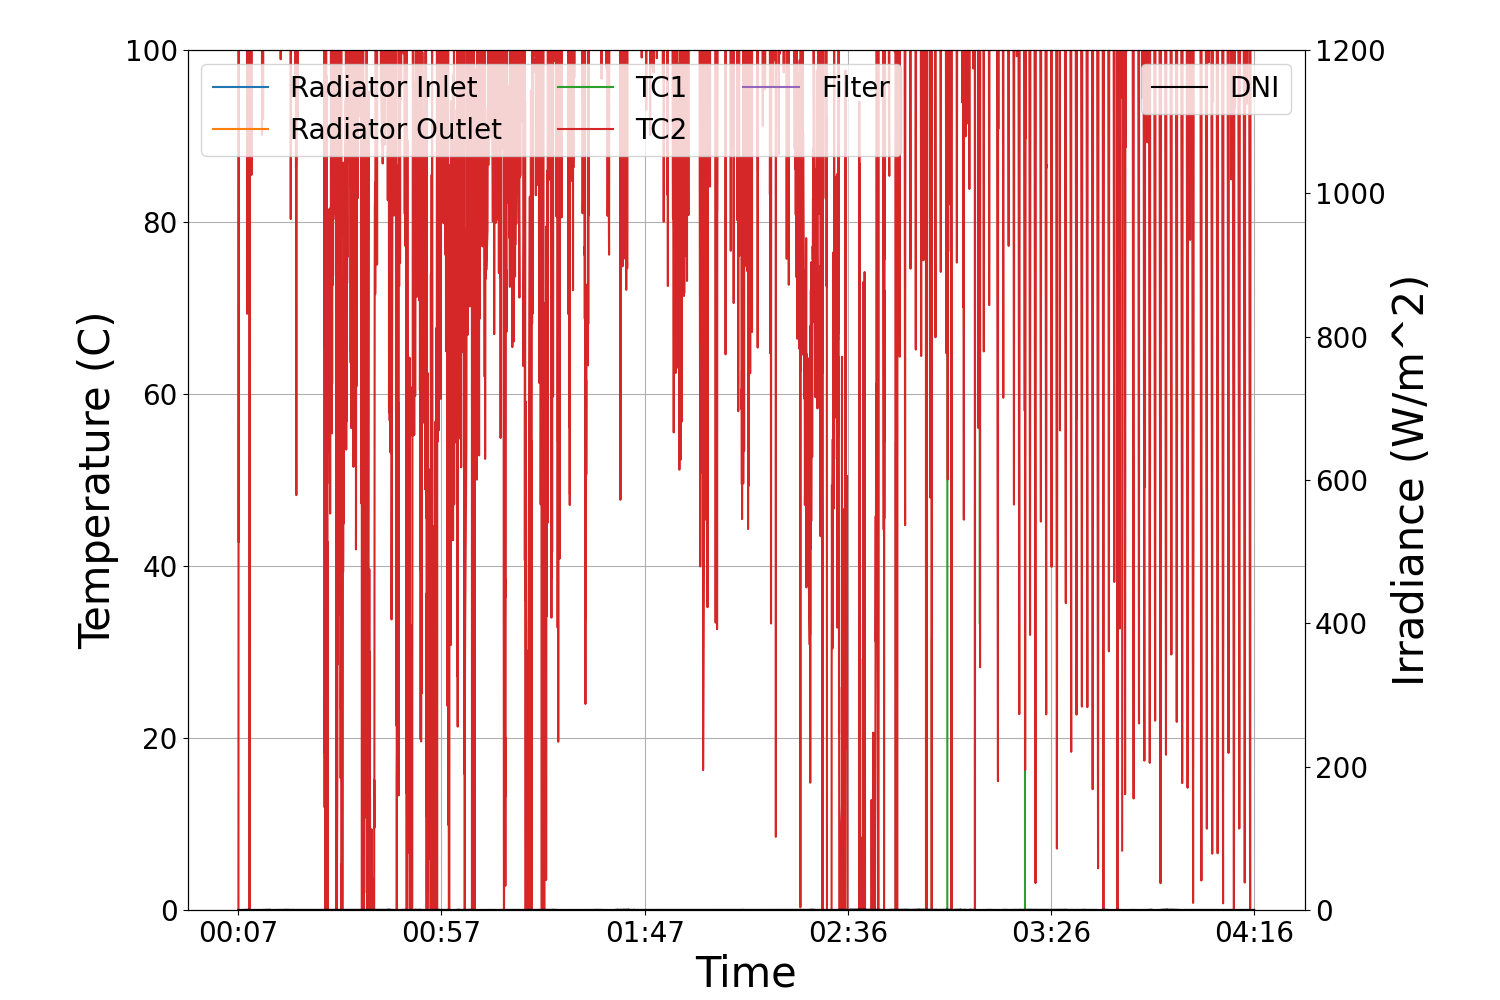 Radiator Inlet
Radiator Outlet
TC1
TC2
Filter
DNI
100
80
60
40
20
0
Temperature (C)
1200
1000
800
600
400
200
0
Irradiance (W/m^2)
00:07 00:57 01:47 02:36 03:26 04:16
Time